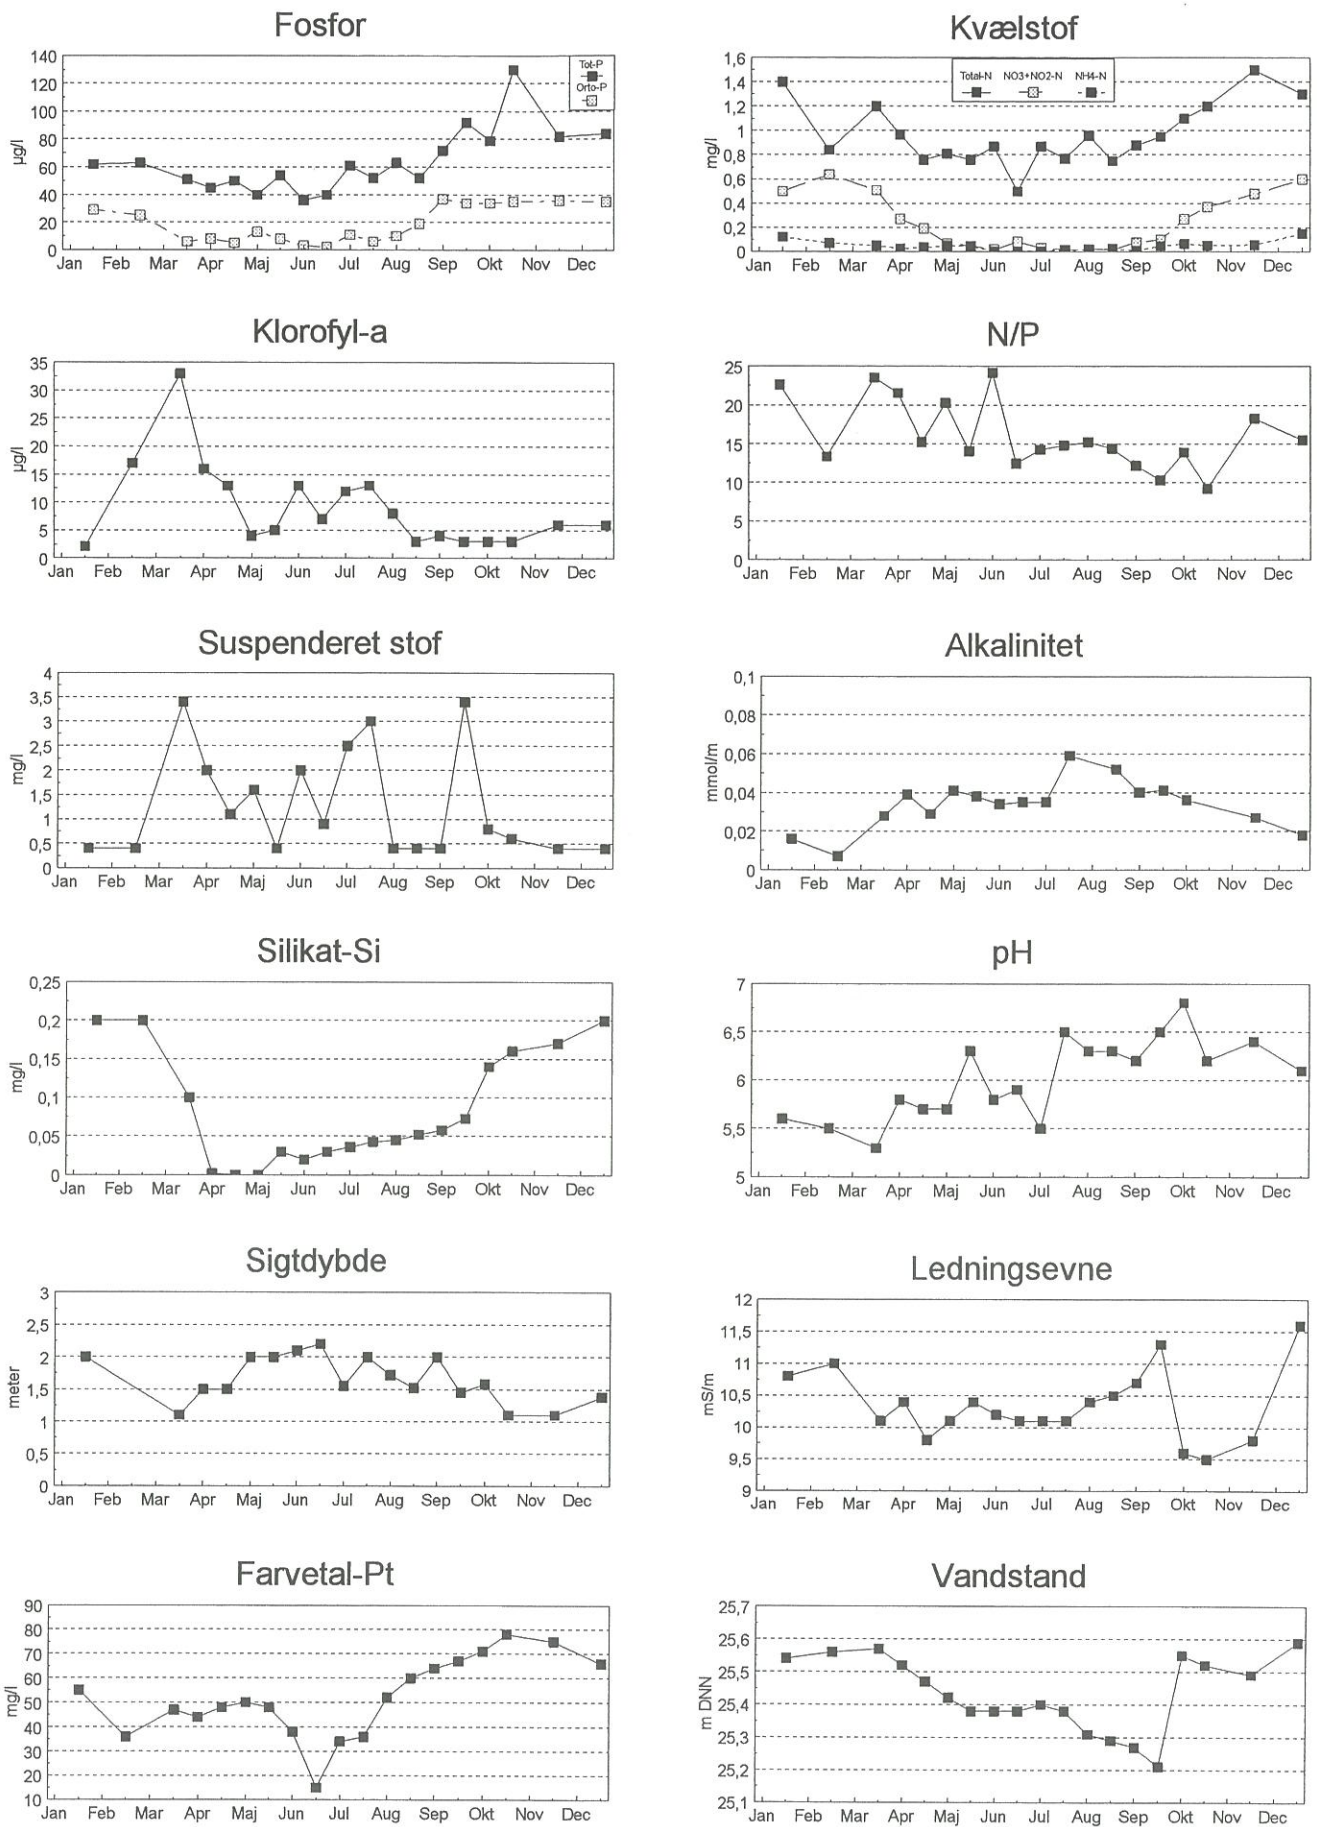 Fosfor
140
120
100
80
60
40
20
0
µg/l
Tot-P
Orto-P
Jan Feb Mar Apr Maj Jun Jul Aug Sep Okt Nov Dec
Kvælstof
1,6
1,4
1,2
1
0,8
0,6
0,4
0,2
0
mg/l
Total-N NO3+NO2-N NH4-N
Jan Feb Mar Apr Maj Jun Jul Aug Sep Okt Nov Dec
Klorofyl-a
35
30
25
20
15
10
5
0
µg/l
Jan Feb Mar Apr Maj Jun Jul Aug Sep Okt Nov Dec
N/P
25
20
15
10
5
0
Jan Feb Mar Apr Maj Jun Jul Aug Sep Okt Nov Dec
Suspenderet stof
4
3,5
3
2,5
2
1,5
1
0,5
0
mg/l
Jan Feb Mar Apr Maj Jun Jul Aug Sep Okt Nov Dec
Alkalinitet
0,1
0,08
0,06
0,04
0,02
0
mmol/m
Jan Feb Mar Apr Maj Jun Jul Aug Sep Okt Nov Dec
Silikat-Si
0,25
0,2
0,15
0,1
0,05
0
mg/l
Jan Feb Mar Apr Maj Jun Jul Aug Sep Okt Nov Dec
pH
7
6,5
6
5,5
5
Jan Feb Mar Apr Maj Jun Jul Aug Sep Okt Nov Dec
Sigtdybde
3
2,5
2
1,5
1
0,5
0
meter
Jan Feb Mar Apr Maj Jun Jul Aug Sep Okt Nov Dec
Ledningsevne
12
11,5
11
10,5
10
9,5
9
mS/m
Jan Feb Mar Apr Maj Jun Jul Aug Sep Okt Nov Dec
Farvetal-Pt
90
80
70
60
50
40
30
20
10
mg/l
Jan Feb Mar Apr Maj Jun Jul Aug Sep Okt Nov Dec
Vandstand
25,7
25,6
25,5
25,4
25,3
25,2
25,1
m DNN
Jan Feb Mar Apr Maj Jun Jul Aug Sep Okt Nov Dec